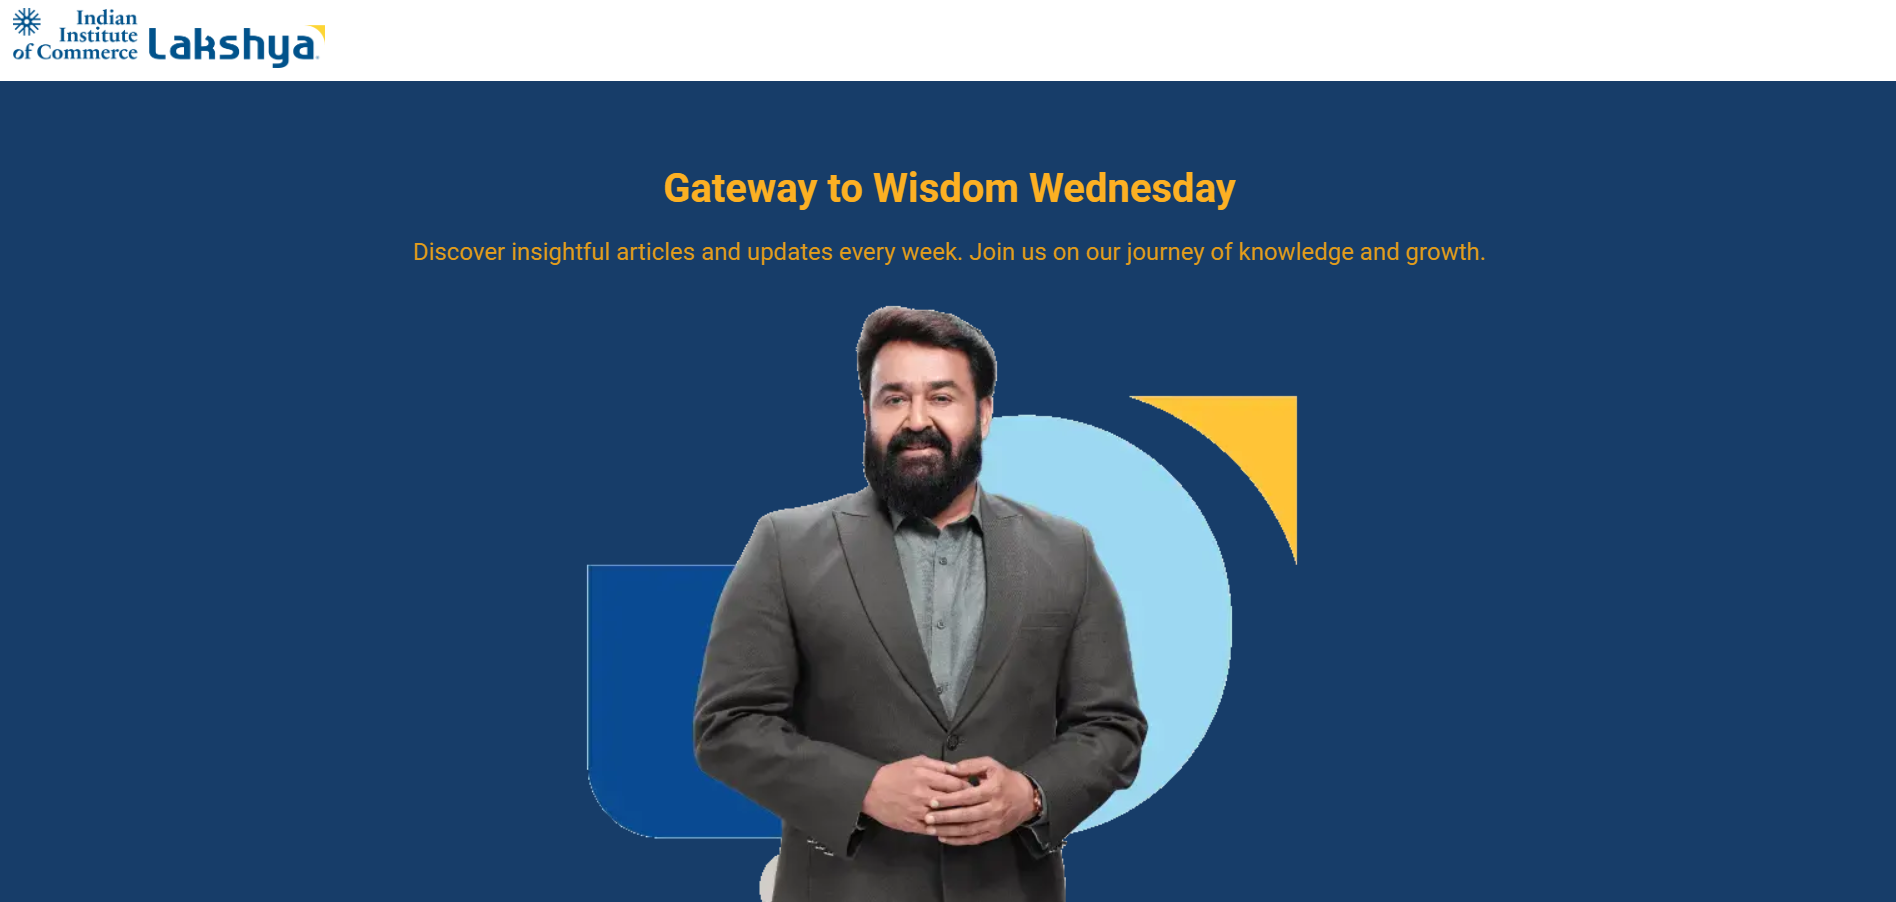 Indian
Institute
of Commerce
Lakshya
Gateway to Wisdom Wednesday
Discover insightful articles and updates every week. Join us on our journey of knowledge and growth.